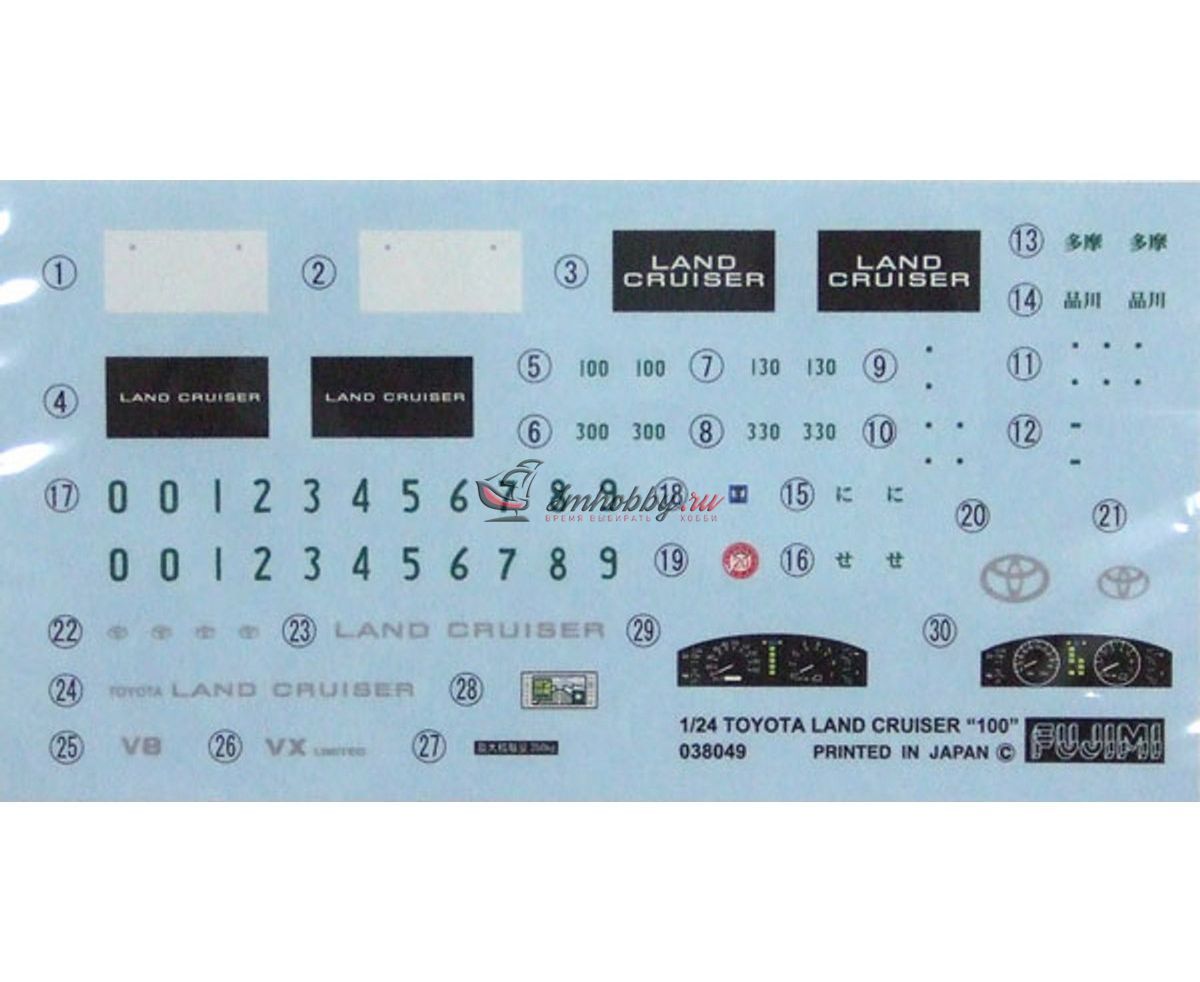 ① ② ③ LAND CRUISER LAND CRUISER ⑬ 多摩 多摩
⑭ 品川 品川
④ LAND CRUISER LAND CRUISER ⑤ 100 100 ⑦ 130 130 ⑨ ⑪
⑥ 300 300 ⑧ 330 330 ⑩ ⑫
⑰ 0 0 1 2 3 4 5 6 7 8 9 ⑱ ⑮ に に
dmhobby.ru
ВРЕМЯ ВЫБИРАТЬ ХОББИ
⑳ ㉑
0 0 1 2 3 4 5 6 7 8 9 ⑲ ⑯ せ せ
㉒ ㉓ LAND CRUISER ㉙ ㉚
㉔ TOYOTA LAND CRUISER ㉘
㉕ V8 ㉖ VX LIMITED ㉗
1/24 TOYOTA LAND CRUISER “100”
038049 PRINTED IN JAPAN © FUJIMI